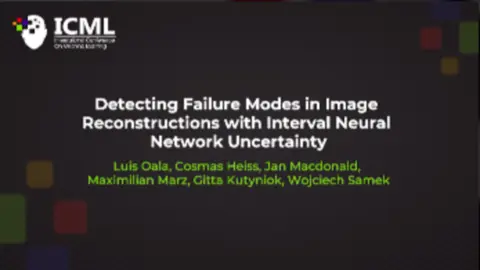 ICML
International Conference
On Machine Learning
Detecting Failure Modes in Image
Reconstructions with Interval Neural
Network Uncertainty
Luis Oala, Cosmas Heiss, Jan Macdonald,
Maximilian Marz, Gitta Kutyniok, Wojciech Samek